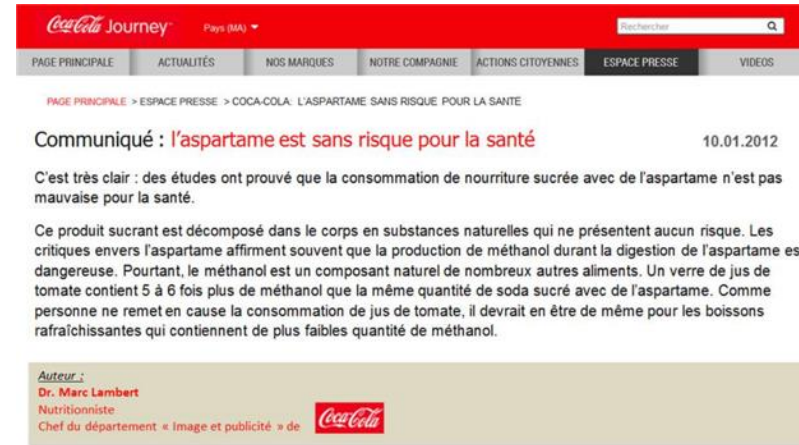 Coca-Cola Journey Pays (MA) Rechercher
PAGE PRINCIPALE ACTUALITÉS NOS MARQUES NOTRE COMPAGNIE ACTIONS CITOYENNES ESPACE PRESSE VIDEOS
PAGE PRINCIPALE > ESPACE PRESSE > COCA-COLA: L'ASPARTAME SANS RISQUE POUR LA SANTE
Communiqué : l'aspartame est sans risque pour la santé 10.01.2012
C'est très clair : des études ont prouvé que la consommation de nourriture sucrée avec de l'aspartame n'est pas
mauvaise pour la santé.
Ce produit sucrant est décomposé dans le corps en substances naturelles qui ne présentent aucun risque. Les
critiques envers l'aspartame affirment souvent que la production de méthanol durant la digestion de l'aspartame es
dangereuse. Pourtant, le méthanol est un composant naturel de nombreux autres aliments. Un verre de jus de
tomate contient 5 à 6 fois plus de méthanol que la même quantité de soda sucré avec de l'aspartame. Comme
personne ne remet en cause la consommation de jus de tomate, il devrait en être de même pour les boissons
rafraîchissantes qui contiennent de plus faibles quantité de méthanol.
Auteur :
Dr. Marc Lambert
Nutritionniste
Chef du département « Image et publicité » de Coca-Cola